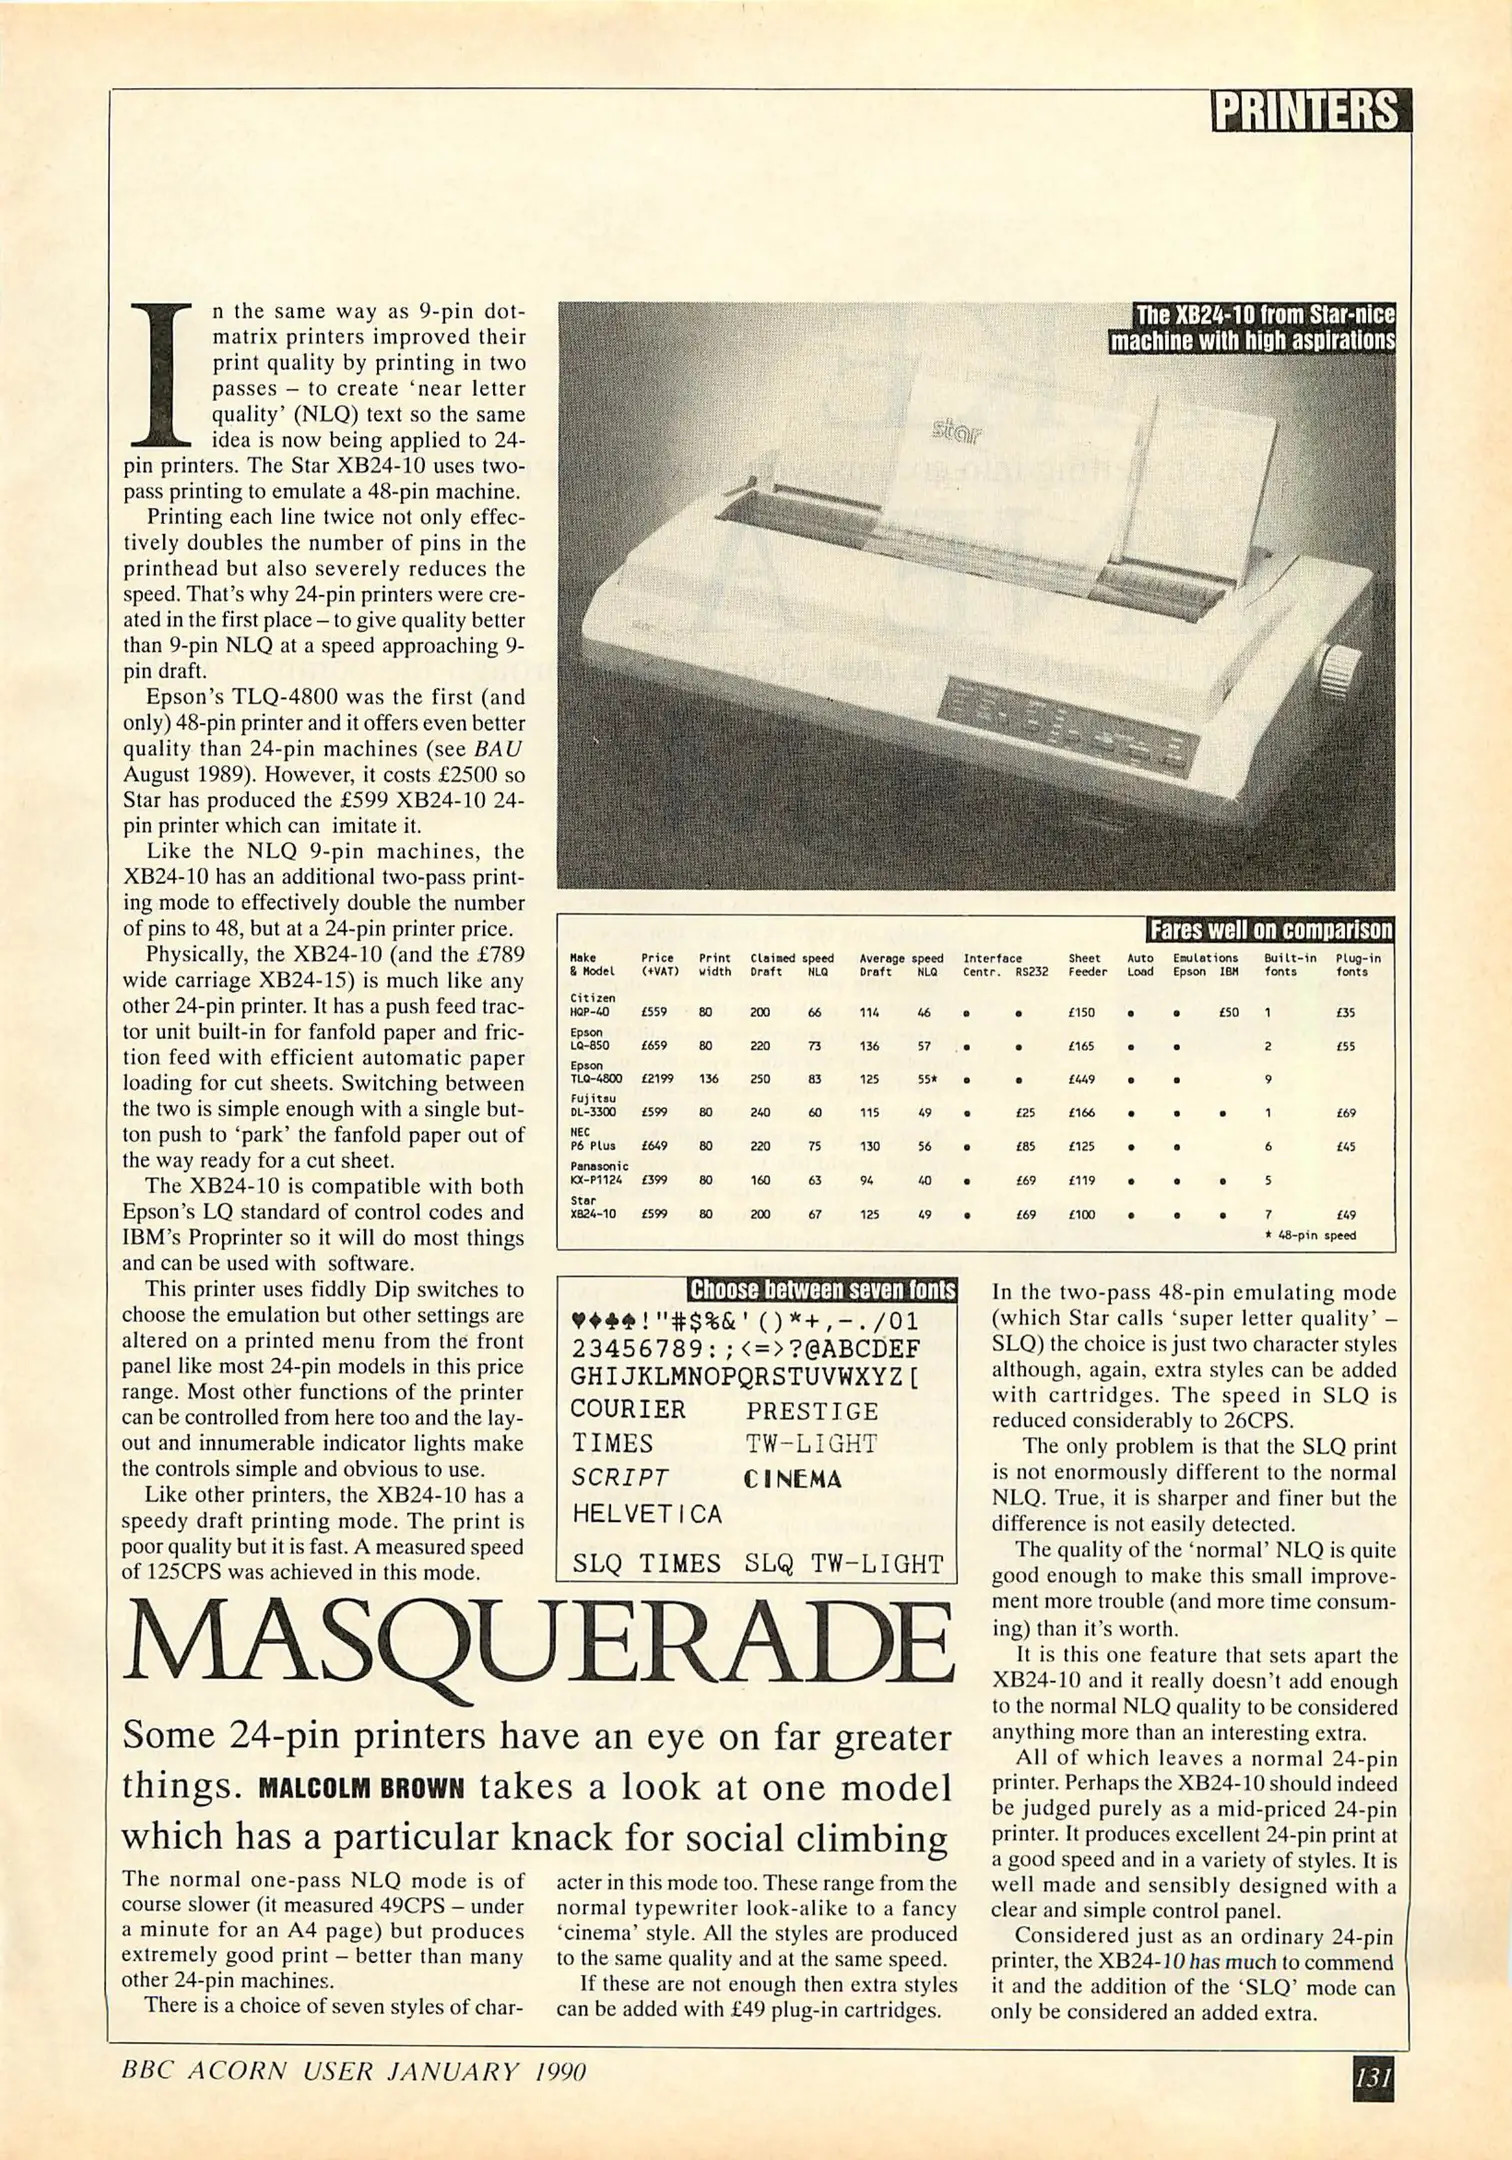 PRINTERS
In the same way as 9-pin dot-
matrix printers improved their
print quality by printing in two
passes – to create ‘near letter
quality’ (NLQ) text so the same
idea is now being applied to 24-
pin printers. The Star XB24-10 uses two-
pass printing to emulate a 48-pin machine.
Printing each line twice not only effec-
tively doubles the number of pins in the
printhead but also severely reduces the
speed. That’s why 24-pin printers were cre-
ated in the first place – to give quality better
than 9-pin NLQ at a speed approaching 9-
pin draft.
Epson’s TLQ-4800 was the first (and
only) 48-pin printer and it offers even better
quality than 24-pin machines (see BAU
August 1989). However, it costs £2500 so
Star has produced the £599 XB24-10 24-
pin printer which can imitate it.
Like the NLQ 9-pin machines, the
XB24-10 has an additional two-pass print-
ing mode to effectively double the number
of pins to 48, but at a 24-pin printer price.
Physically, the XB24-10 (and the £789
wide carriage XB24-15) is much like any
other 24-pin printer. It has a push feed trac-
tor unit built-in for fanfold paper and fric-
tion feed with efficient automatic paper
loading for cut sheets. Switching between
the two is simple enough with a single but-
ton push to ‘park’ the fanfold paper out of
the way ready for a cut sheet.
The XB24-10 is compatible with both
Epson’s LQ standard of control codes and
IBM’s Proprinter so it will do most things
and can be used with software.
This printer uses fiddly Dip switches to
choose the emulation but other settings are
altered on a printed menu from the front
panel like most 24-pin models in this price
range. Most other functions of the printer
can be controlled from here too and the lay-
out and innumerable indicator lights make
the controls simple and obvious to use.
Like other printers, the XB24-10 has a
speedy draft printing mode. The print is
poor quality but it is fast. A measured speed
of 125CPS was achieved in this mode.
The XB24-10 from Star-nice
machine with high aspirations
star
Fares well on comparison
Make Price Print Claimed speed Average speed Interface Sheet Auto Emulations Built-in Plug-in
& Model (+VAT) width Draft NLQ Draft NLQ Centr. RS232 Feeder Load Epson IBM fonts fonts
Citizen
HQP-40 £559 80 200 66 114 46 • • £150 • • £50 1 £35
Epson
LQ-850 £659 80 220 73 136 57 • • £165 • • 2 £55
Epson
TLQ-4800 £2199 136 250 83 125 55* • • £449 • • 9
Fujitsu
DL-3300 £599 80 240 60 115 49 • £25 £166 • • • 1 £69
NEC
P6 Plus £649 80 220 75 130 56 • £85 £125 • • 6 £45
Panasonic
KX-P1124 £399 80 160 63 94 40 • £69 £119 • • • 5
Star
XB24-10 £599 80 200 67 125 49 • £69 £100 • • • 7 £49
* 48-pin speed
Choose between seven fonts
♥♦♣♠!"#$%&'()*+,-./01
23456789:;<=>?@ABCDEF
GHIJKLMNOPQRSTUVWXYZ[
COURIER PRESTIGE
TIMES TW-LIGHT
SCRIPT CINEMA
HELVETICA
SLQ TIMES SLQ TW-LIGHT
MASQUERADE
Some 24-pin printers have an eye on far greater
things. MALCOLM BROWN takes a look at one model
which has a particular knack for social climbing
The normal one-pass NLQ mode is of
course slower (it measured 49CPS – under
a minute for an A4 page) but produces
extremely good print – better than many
other 24-pin machines.
There is a choice of seven styles of char-
acter in this mode too. These range from the
normal typewriter look-alike to a fancy
‘cinema’ style. All the styles are produced
to the same quality and at the same speed.
If these are not enough then extra styles
can be added with £49 plug-in cartridges.
In the two-pass 48-pin emulating mode
(which Star calls ‘super letter quality’ –
SLQ) the choice is just two character styles
although, again, extra styles can be added
with cartridges. The speed in SLQ is
reduced considerably to 26CPS.
The only problem is that the SLQ print
is not enormously different to the normal
NLQ. True, it is sharper and finer but the
difference is not easily detected.
The quality of the ‘normal’ NLQ is quite
good enough to make this small improve-
ment more trouble (and more time consum-
ing) than it’s worth.
It is this one feature that sets apart the
XB24-10 and it really doesn’t add enough
to the normal NLQ quality to be considered
anything more than an interesting extra.
All of which leaves a normal 24-pin
printer. Perhaps the XB24-10 should indeed
be judged purely as a mid-priced 24-pin
printer. It produces excellent 24-pin print at
a good speed and in a variety of styles. It is
well made and sensibly designed with a
clear and simple control panel.
Considered just as an ordinary 24-pin
printer, the XB24-10 has much to commend
it and the addition of the ‘SLQ’ mode can
only be considered an added extra.
BBC ACORN USER JANUARY 1990
131